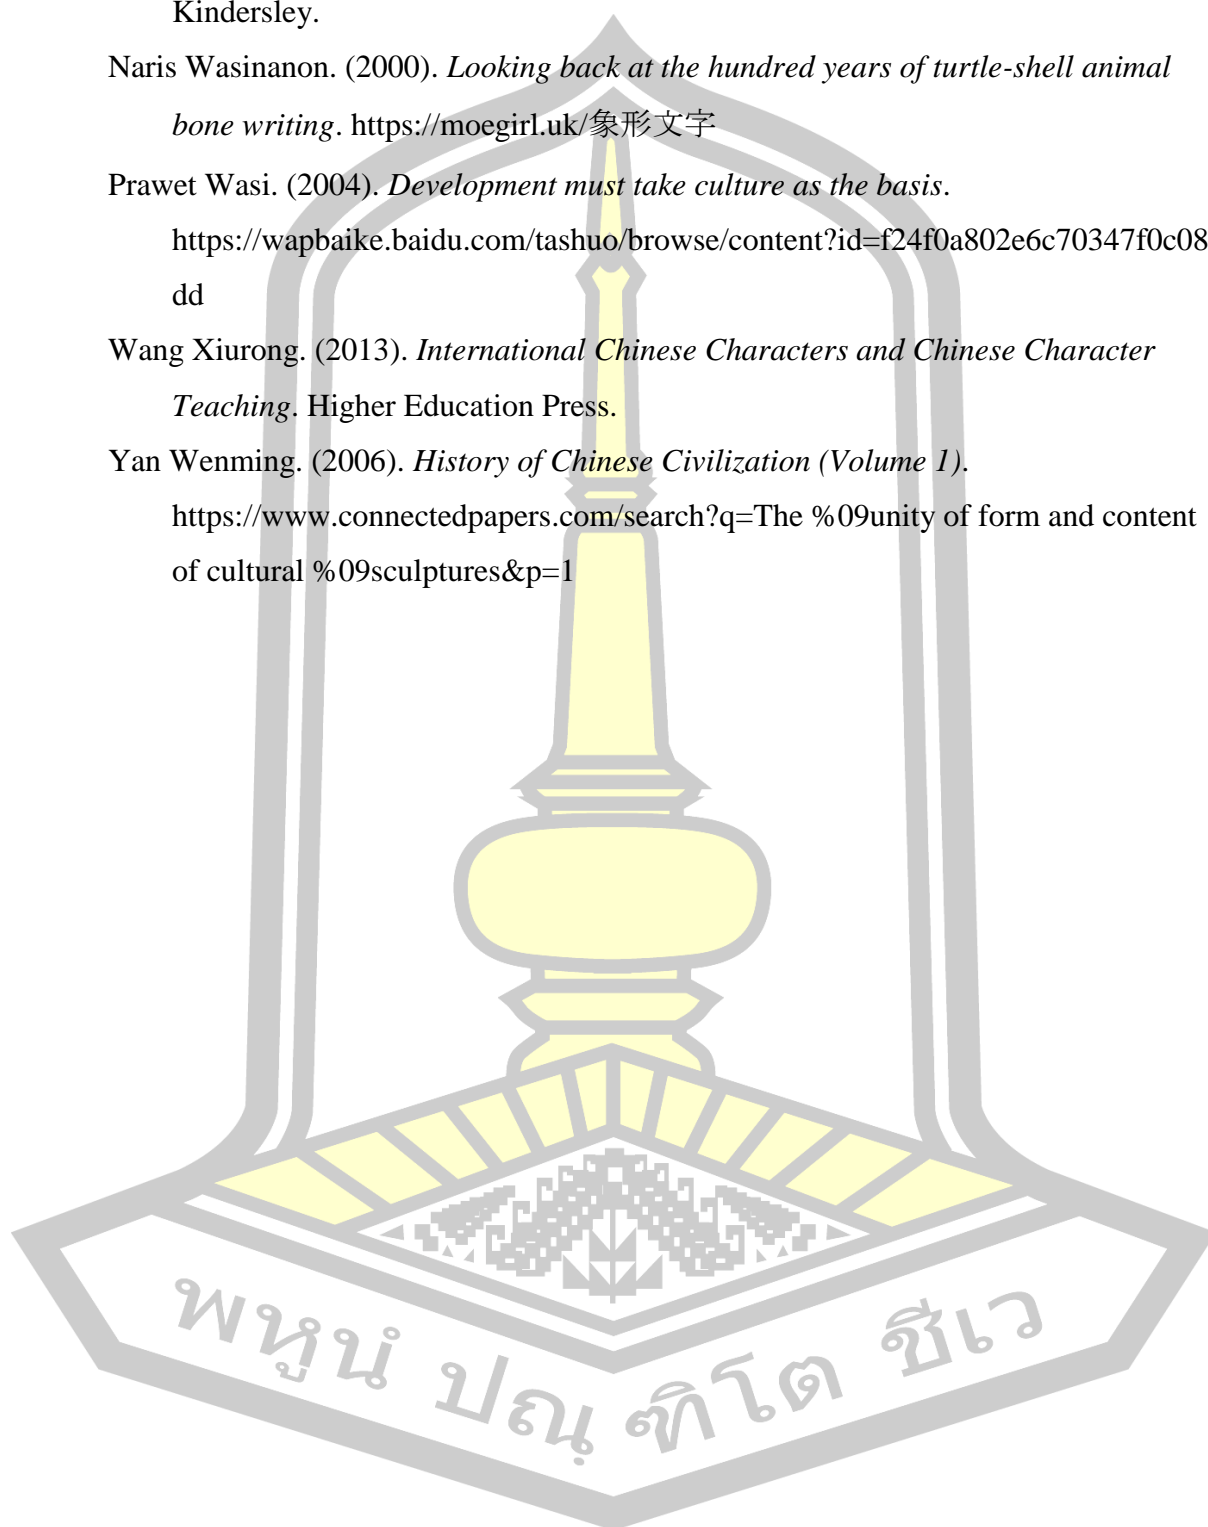 Kindersley.
Naris Wasinanon. (2000). Looking back at the hundred years of turtle-shell animal
bone writing. https://moegirl.uk/象形文字
Prawet Wasi. (2004). Development must take culture as the basis.
https://wapbaike.baidu.com/tashuo/browse/content?id=f24f0a802e6c70347f0c08
dd
Wang Xiurong. (2013). International Chinese Characters and Chinese Character
Teaching. Higher Education Press.
Yan Wenming. (2006). History of Chinese Civilization (Volume 1).
https://www.connectedpapers.com/search?q=The %09unity of form and content
of cultural %09sculptures&p=1
พหูนํ ปณฺฑิโต ชีเว